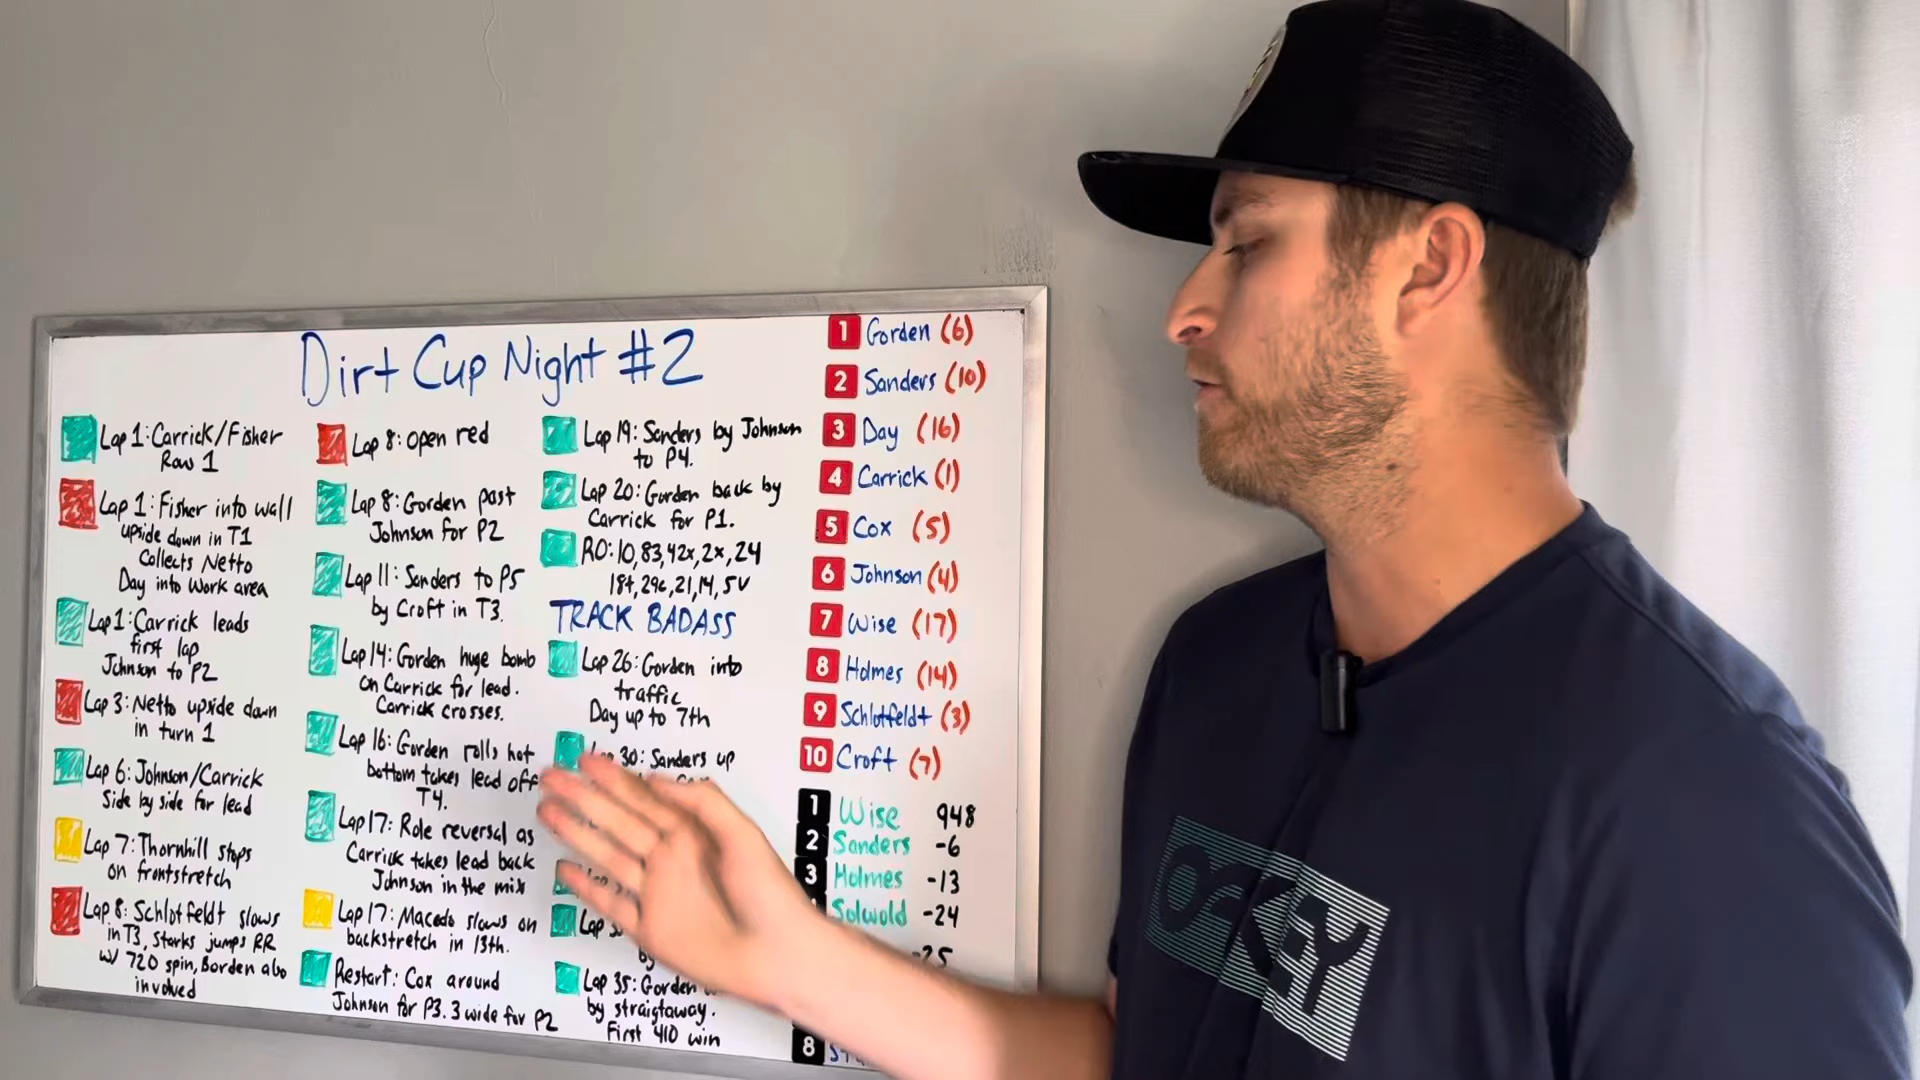 Dirt Cup Night #2
Lap 1: Carrick/Fisher
Row 1
Lap 1: Fisher into wall
upside down in T1
Collects Netto
Day into Work area
Lap 1: Carrick leads
first lap
Johnson to P2
Lap 3: Netto upside down
in turn 1
Lap 6: Johnson/Carrick
Side by side for lead
Lap 7: Thornhill stops
on frontstretch
Lap 8: Schlotfeldt slows
in T3, Starks jumps RR
w/ 720 spin, Borden also
involved
Lap 8: open red
Lap 8: Gorden past
Johnson for P2
Lap 11: Sanders to P5
by Croft in T3.
Lap 14: Gorden huge bomb
on Carrick for lead.
Carrick crosses.
Lap 16: Gorden rolls hot
bottom takes lead off
T4.
Lap 17: Role reversal as
Carrick takes lead back
Johnson in the mix
Lap 17: Macedo slows on
backstretch in 13th.
Restart: Cox around
Johnson for P3. 3 wide for P2
Lap 19: Sanders by Johnson
to P4.
Lap 20: Gorden back by
Carrick for P1.
RO: 10, 83, 42x, 2x, 24
18t, 29c, 21, 14, 5V
TRACK BADASS
Lap 26: Gorden into
traffic
Day up to 7th
30: Sanders up
Lap
by
Lap 35: Gorden
by straigtaway.
First 410 win
1 Gorden (6)
2 Sanders (10)
3 Day (16)
4 Carrick (1)
5 Cox (5)
6 Johnson (4)
7 Wise (17)
8 Holmes (14)
9 Schlotfeldt (3)
10 Croft (7)
1 Wise 948
2 Sanders -6
3 Holmes -13
Solwold -24
-25
8